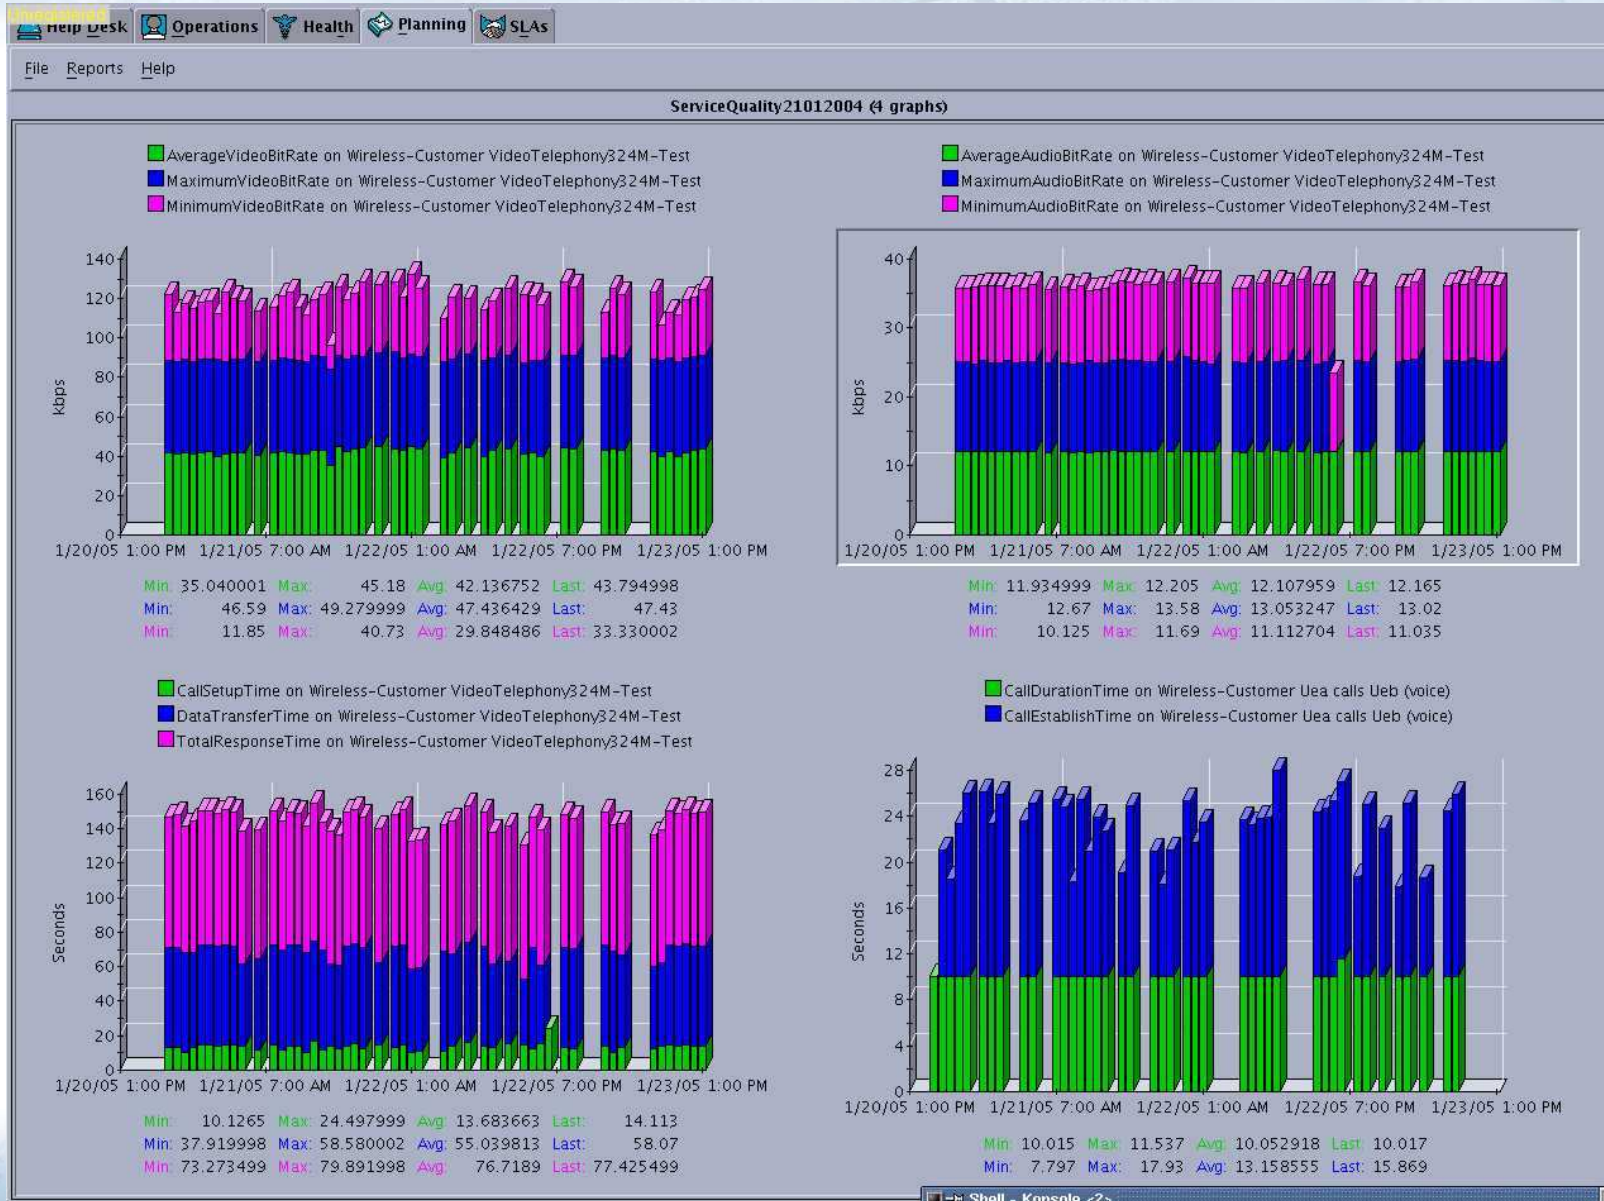 Unregistered
Help Desk Operations Health Planning SLAs
File Reports Help
ServiceQuality21012004 (4 graphs)
AverageVideoBitRate on Wireless-Customer VideoTelephony324M-Test
MaximumVideoBitRate on Wireless-Customer VideoTelephony324M-Test
MinimumVideoBitRate on Wireless-Customer VideoTelephony324M-Test
140
120
100
80
60
40
20
0
kbps
1/20/05 1:00 PM 1/21/05 7:00 AM 1/22/05 1:00 AM 1/22/05 7:00 PM 1/23/05 1:00 PM
Min: 35.040001 Max: 45.18 Avg: 42.136752 Last: 43.794998
Min: 46.59 Max: 49.279999 Avg: 47.436429 Last: 47.43
Min: 11.85 Max: 40.73 Avg: 29.848486 Last: 33.330002
AverageAudioBitRate on Wireless-Customer VideoTelephony324M-Test
MaximumAudioBitRate on Wireless-Customer VideoTelephony324M-Test
MinimumAudioBitRate on Wireless-Customer VideoTelephony324M-Test
40
30
20
10
0
kbps
1/20/05 1:00 PM 1/21/05 7:00 AM 1/22/05 1:00 AM 1/22/05 7:00 PM 1/23/05 1:00 PM
Min: 11.934999 Max: 12.205 Avg: 12.107959 Last: 12.165
Min: 12.67 Max: 13.58 Avg: 13.053247 Last: 13.02
Min: 10.125 Max: 11.69 Avg: 11.112704 Last: 11.035
CallSetupTime on Wireless-Customer VideoTelephony324M-Test
DataTransferTime on Wireless-Customer VideoTelephony324M-Test
TotalResponseTime on Wireless-Customer VideoTelephony324M-Test
160
140
120
100
80
60
40
20
0
Seconds
1/20/05 1:00 PM 1/21/05 7:00 AM 1/22/05 1:00 AM 1/22/05 7:00 PM 1/23/05 1:00 PM
Min: 10.1265 Max: 24.497999 Avg: 13.683663 Last: 14.113
Min: 37.919998 Max: 58.580002 Avg: 55.039813 Last: 58.07
Min: 73.273499 Max: 79.891998 Avg: 76.7189 Last: 77.425499
CallDurationTime on Wireless-Customer Uea calls Ueb (voice)
CallEstablishTime on Wireless-Customer Uea calls Ueb (voice)
28
24
20
16
12
8
4
0
Seconds
1/20/05 1:00 PM 1/21/05 7:00 AM 1/22/05 1:00 AM 1/22/05 7:00 PM 1/23/05 1:00 PM
Min: 10.015 Max: 11.537 Avg: 10.052918 Last: 10.017
Min: 7.797 Max: 17.93 Avg: 13.158555 Last: 15.869
Shell - Konsole <2>